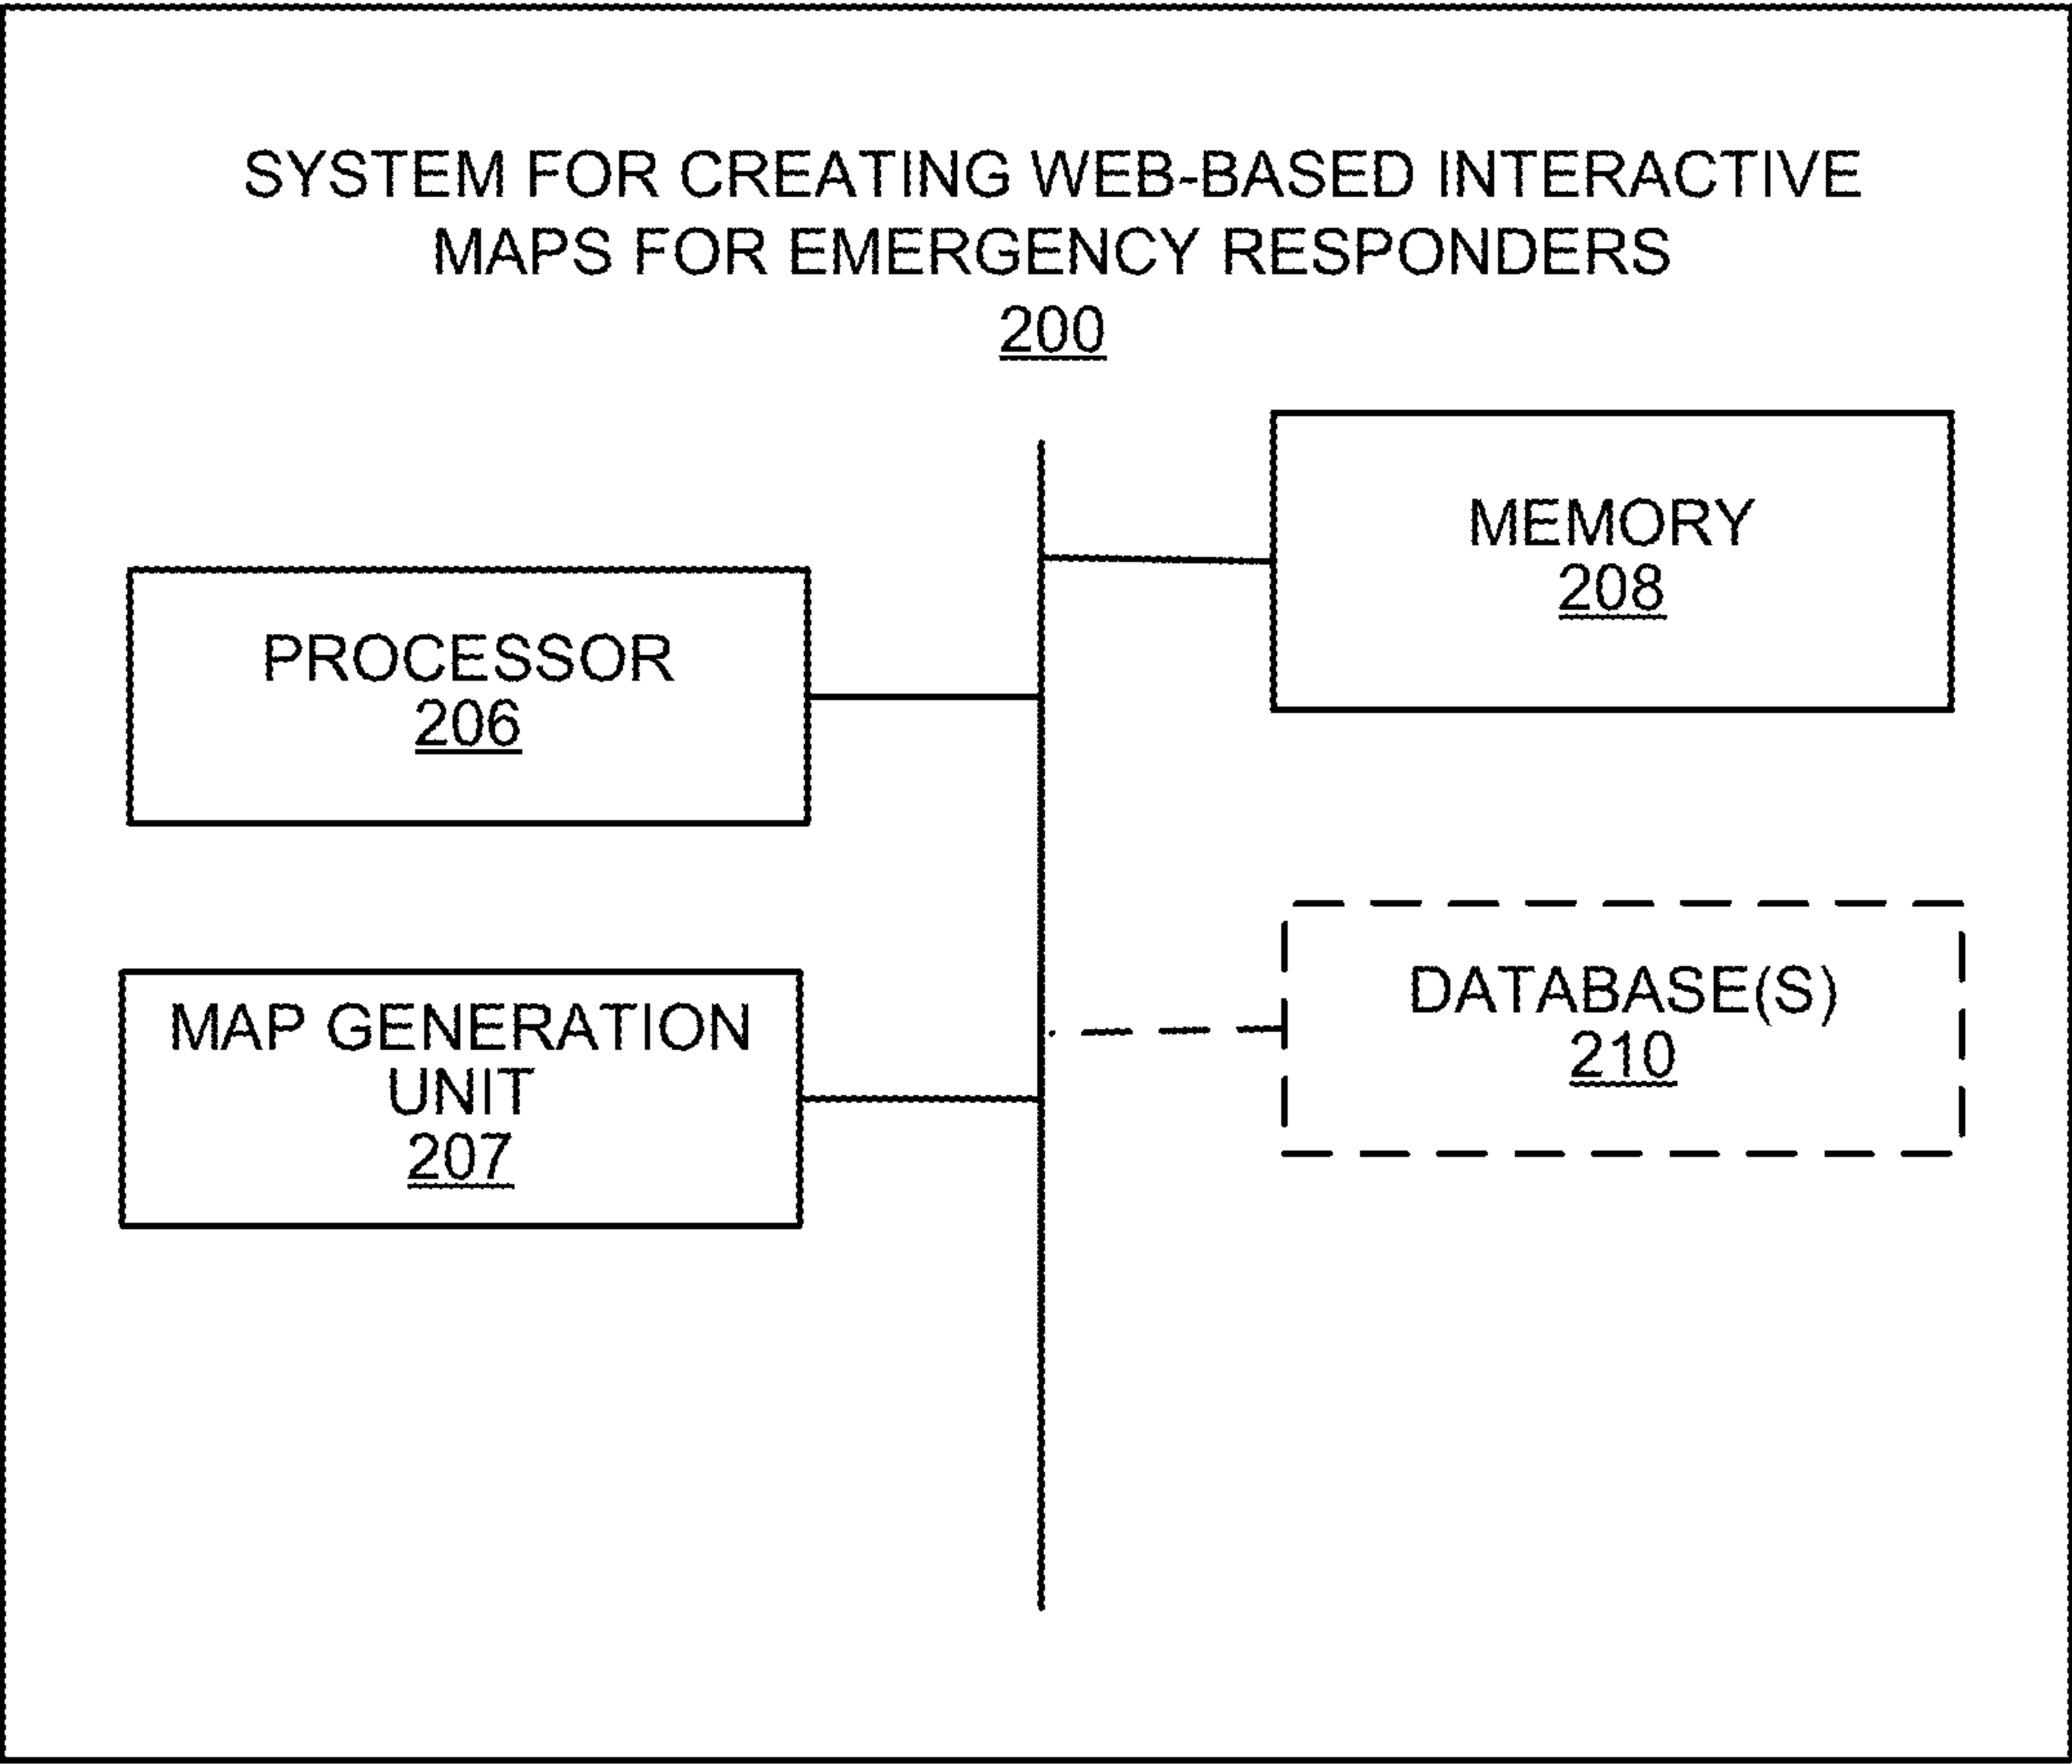 SYSTEM FOR CREATING WEB-BASED INTERACTIVE
MAPS FOR EMERGENCY RESPONDERS
200
MEMORY
208
PROCESSOR
206
DATABASE(S)
210
MAP GENERATION
UNIT
207